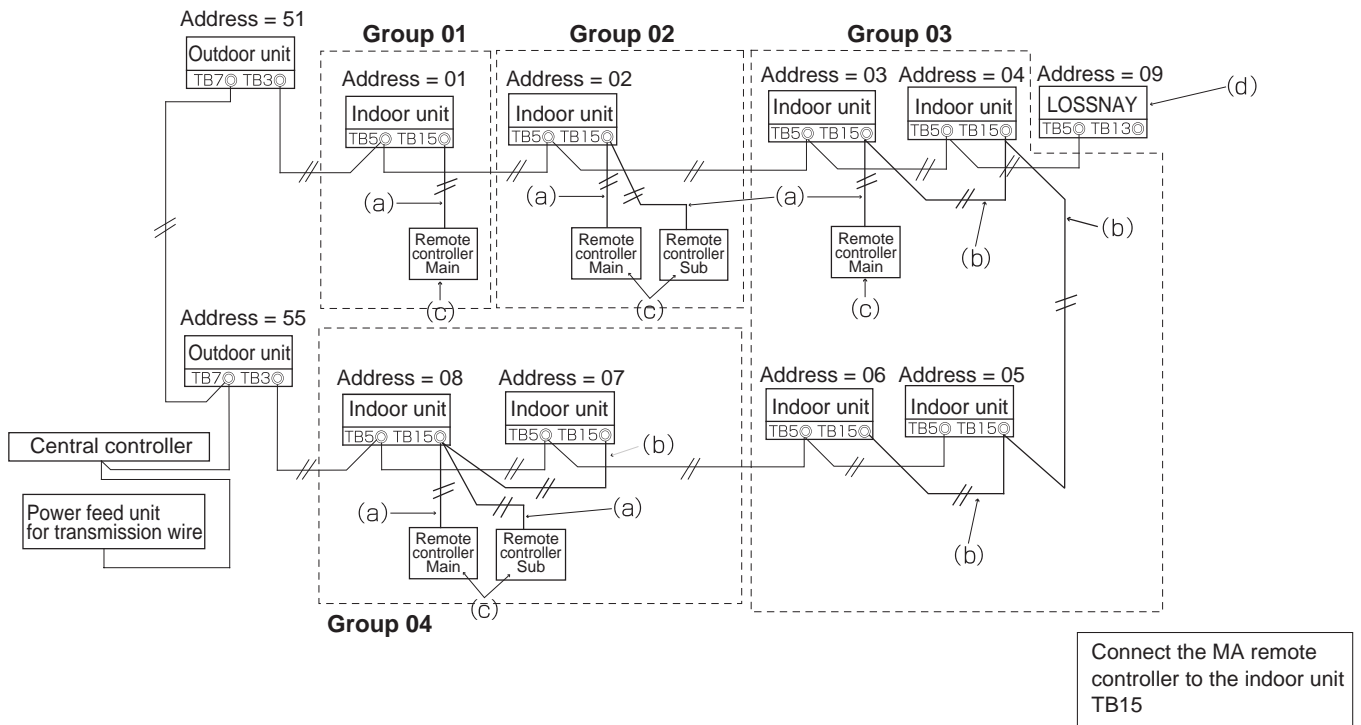 Address = 51
Outdoor unit
TB7◎ TB3◎
Group 01
Address = 01
Indoor unit
TB5◎ TB15◎
(a)
Remote
controller
Main
(c)
Group 02
Address = 02
Indoor unit
TB5◎ TB15◎
(a)
(a)
Remote
controller
Main
Remote
controller
Sub
(c)
Group 03
Address = 03
Indoor unit
TB5◎ TB15◎
Address = 04
Indoor unit
TB5◎ TB15◎
Address = 09
LOSSNAY
TB5◎ TB13◎
(d)
(b)
(b)
Remote
controller
Main
(c)
Address = 55
Outdoor unit
TB7◎ TB3◎
Address = 08
Indoor unit
TB5◎ TB15◎
Address = 07
Indoor unit
TB5◎ TB15◎
(b)
Address = 06
Indoor unit
TB5◎ TB15◎
Address = 05
Indoor unit
TB5◎ TB15◎
(b)
Central controller
Power feed unit
for transmission wire
(a)
(a)
Remote
controller
Main
Remote
controller
Sub
(c)
Group 04
Connect the MA remote
controller to the indoor unit
TB15